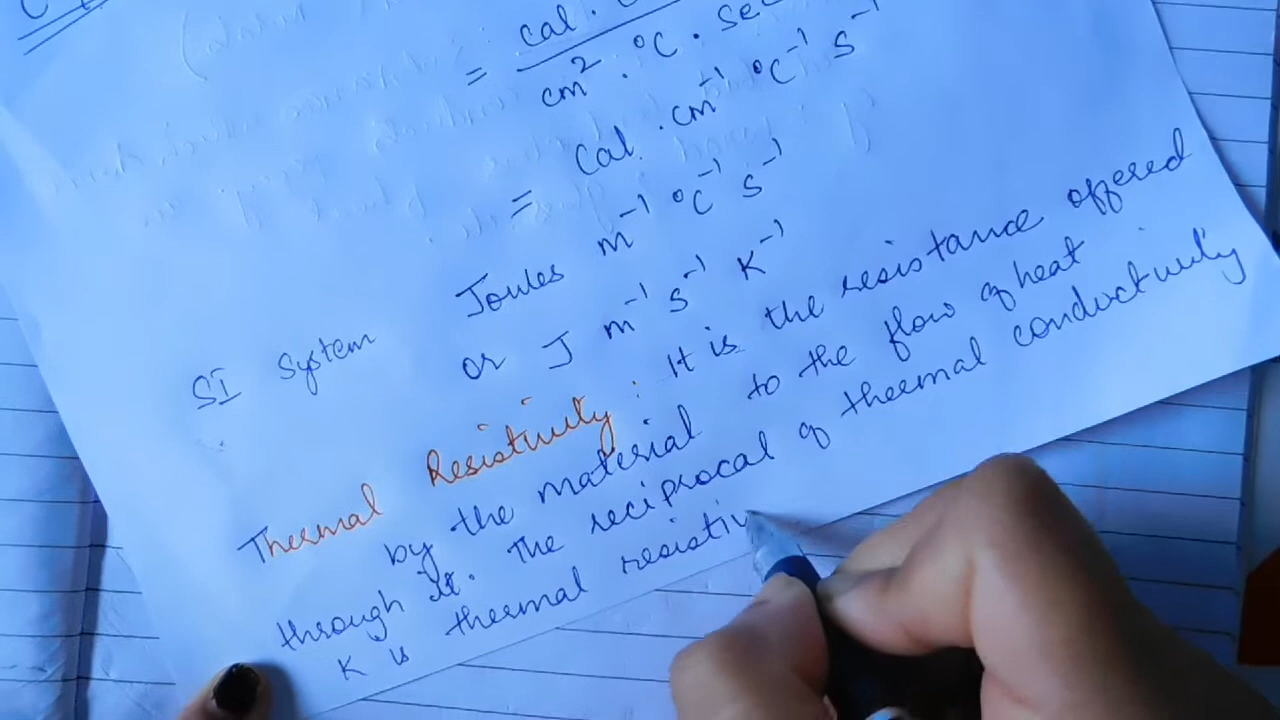 = cal.
cm² . °C . sec
= Cal . cm⁻¹ °C⁻¹ S⁻¹
SI System Joules m⁻¹ °C⁻¹ S⁻¹
or J m⁻¹ S⁻¹ K⁻¹
Thermal Resistivity : It is the resistance offered
by the material to the flow of heat
through it. The reciprocal of thermal conductivity
K is thermal resistiv